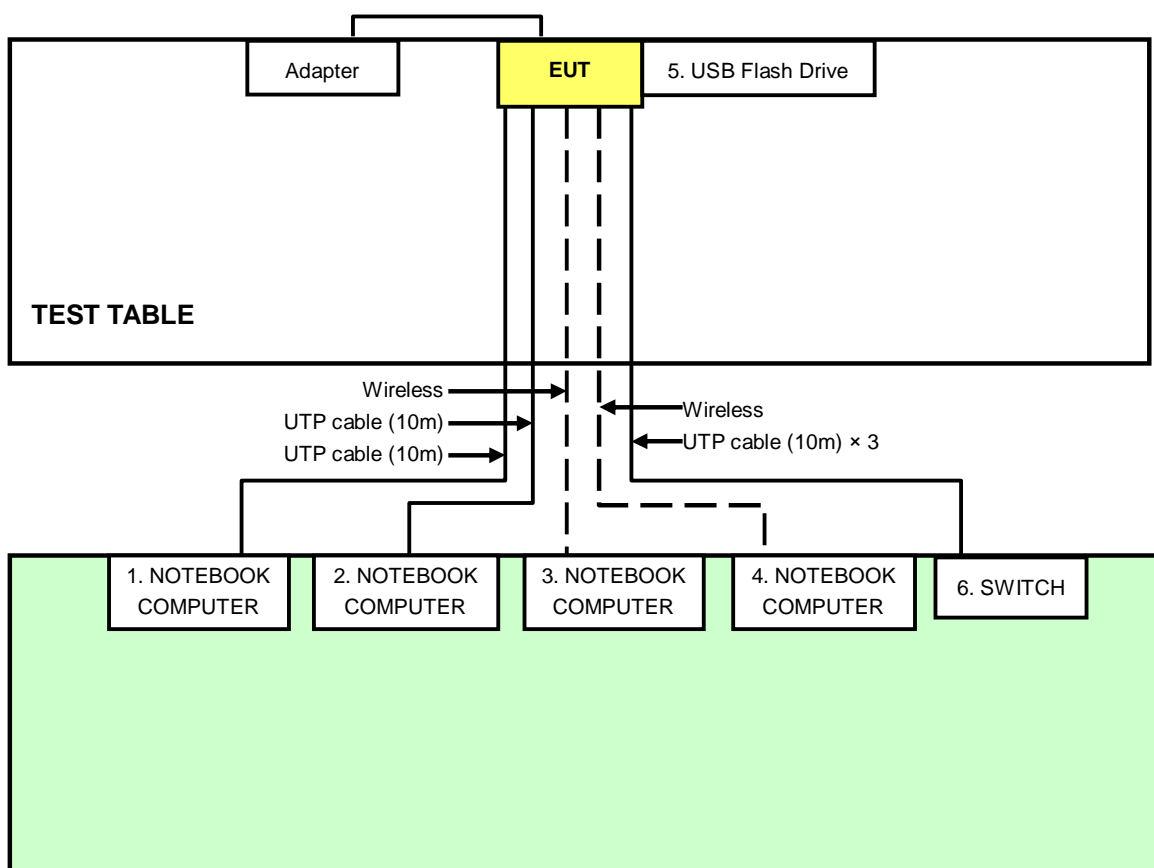 Adapter
EUT
5. USB Flash Drive
TEST TABLE
Wireless
UTP cable (10m)
UTP cable (10m)
Wireless
UTP cable (10m) × 3
1. NOTEBOOK
COMPUTER
2. NOTEBOOK
COMPUTER
3. NOTEBOOK
COMPUTER
4. NOTEBOOK
COMPUTER
6. SWITCH